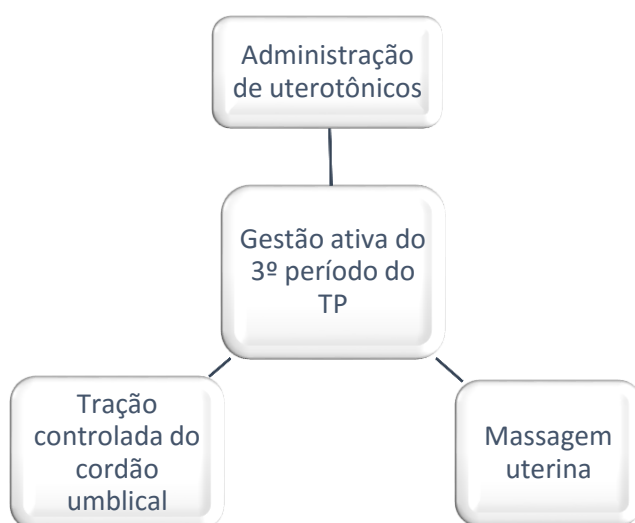 Administração
de uterotônicos
Gestão ativa do
3º período do
TP
Tração
controlada do
cordão
umblical
Massagem
uterina